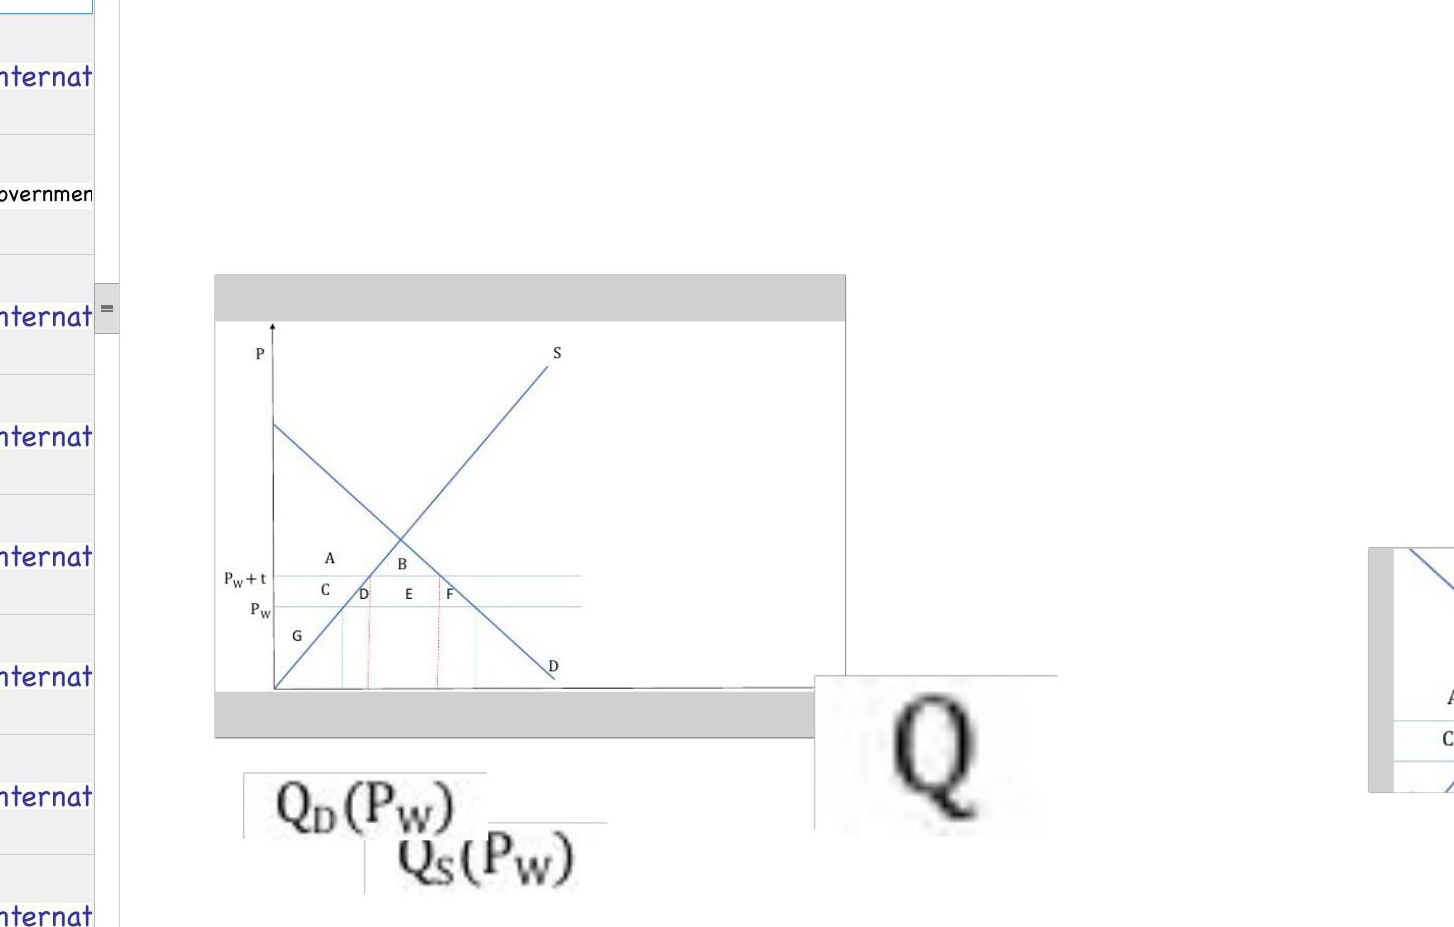 nternat
overnmen
nternat
nternat
nternat
nternat
nternat
nternat
P
S
A
B
P_W + t
C
D
E
F
P_W
G
D
Q
Q_D(P_W)
Q_S(P_W)
A
C